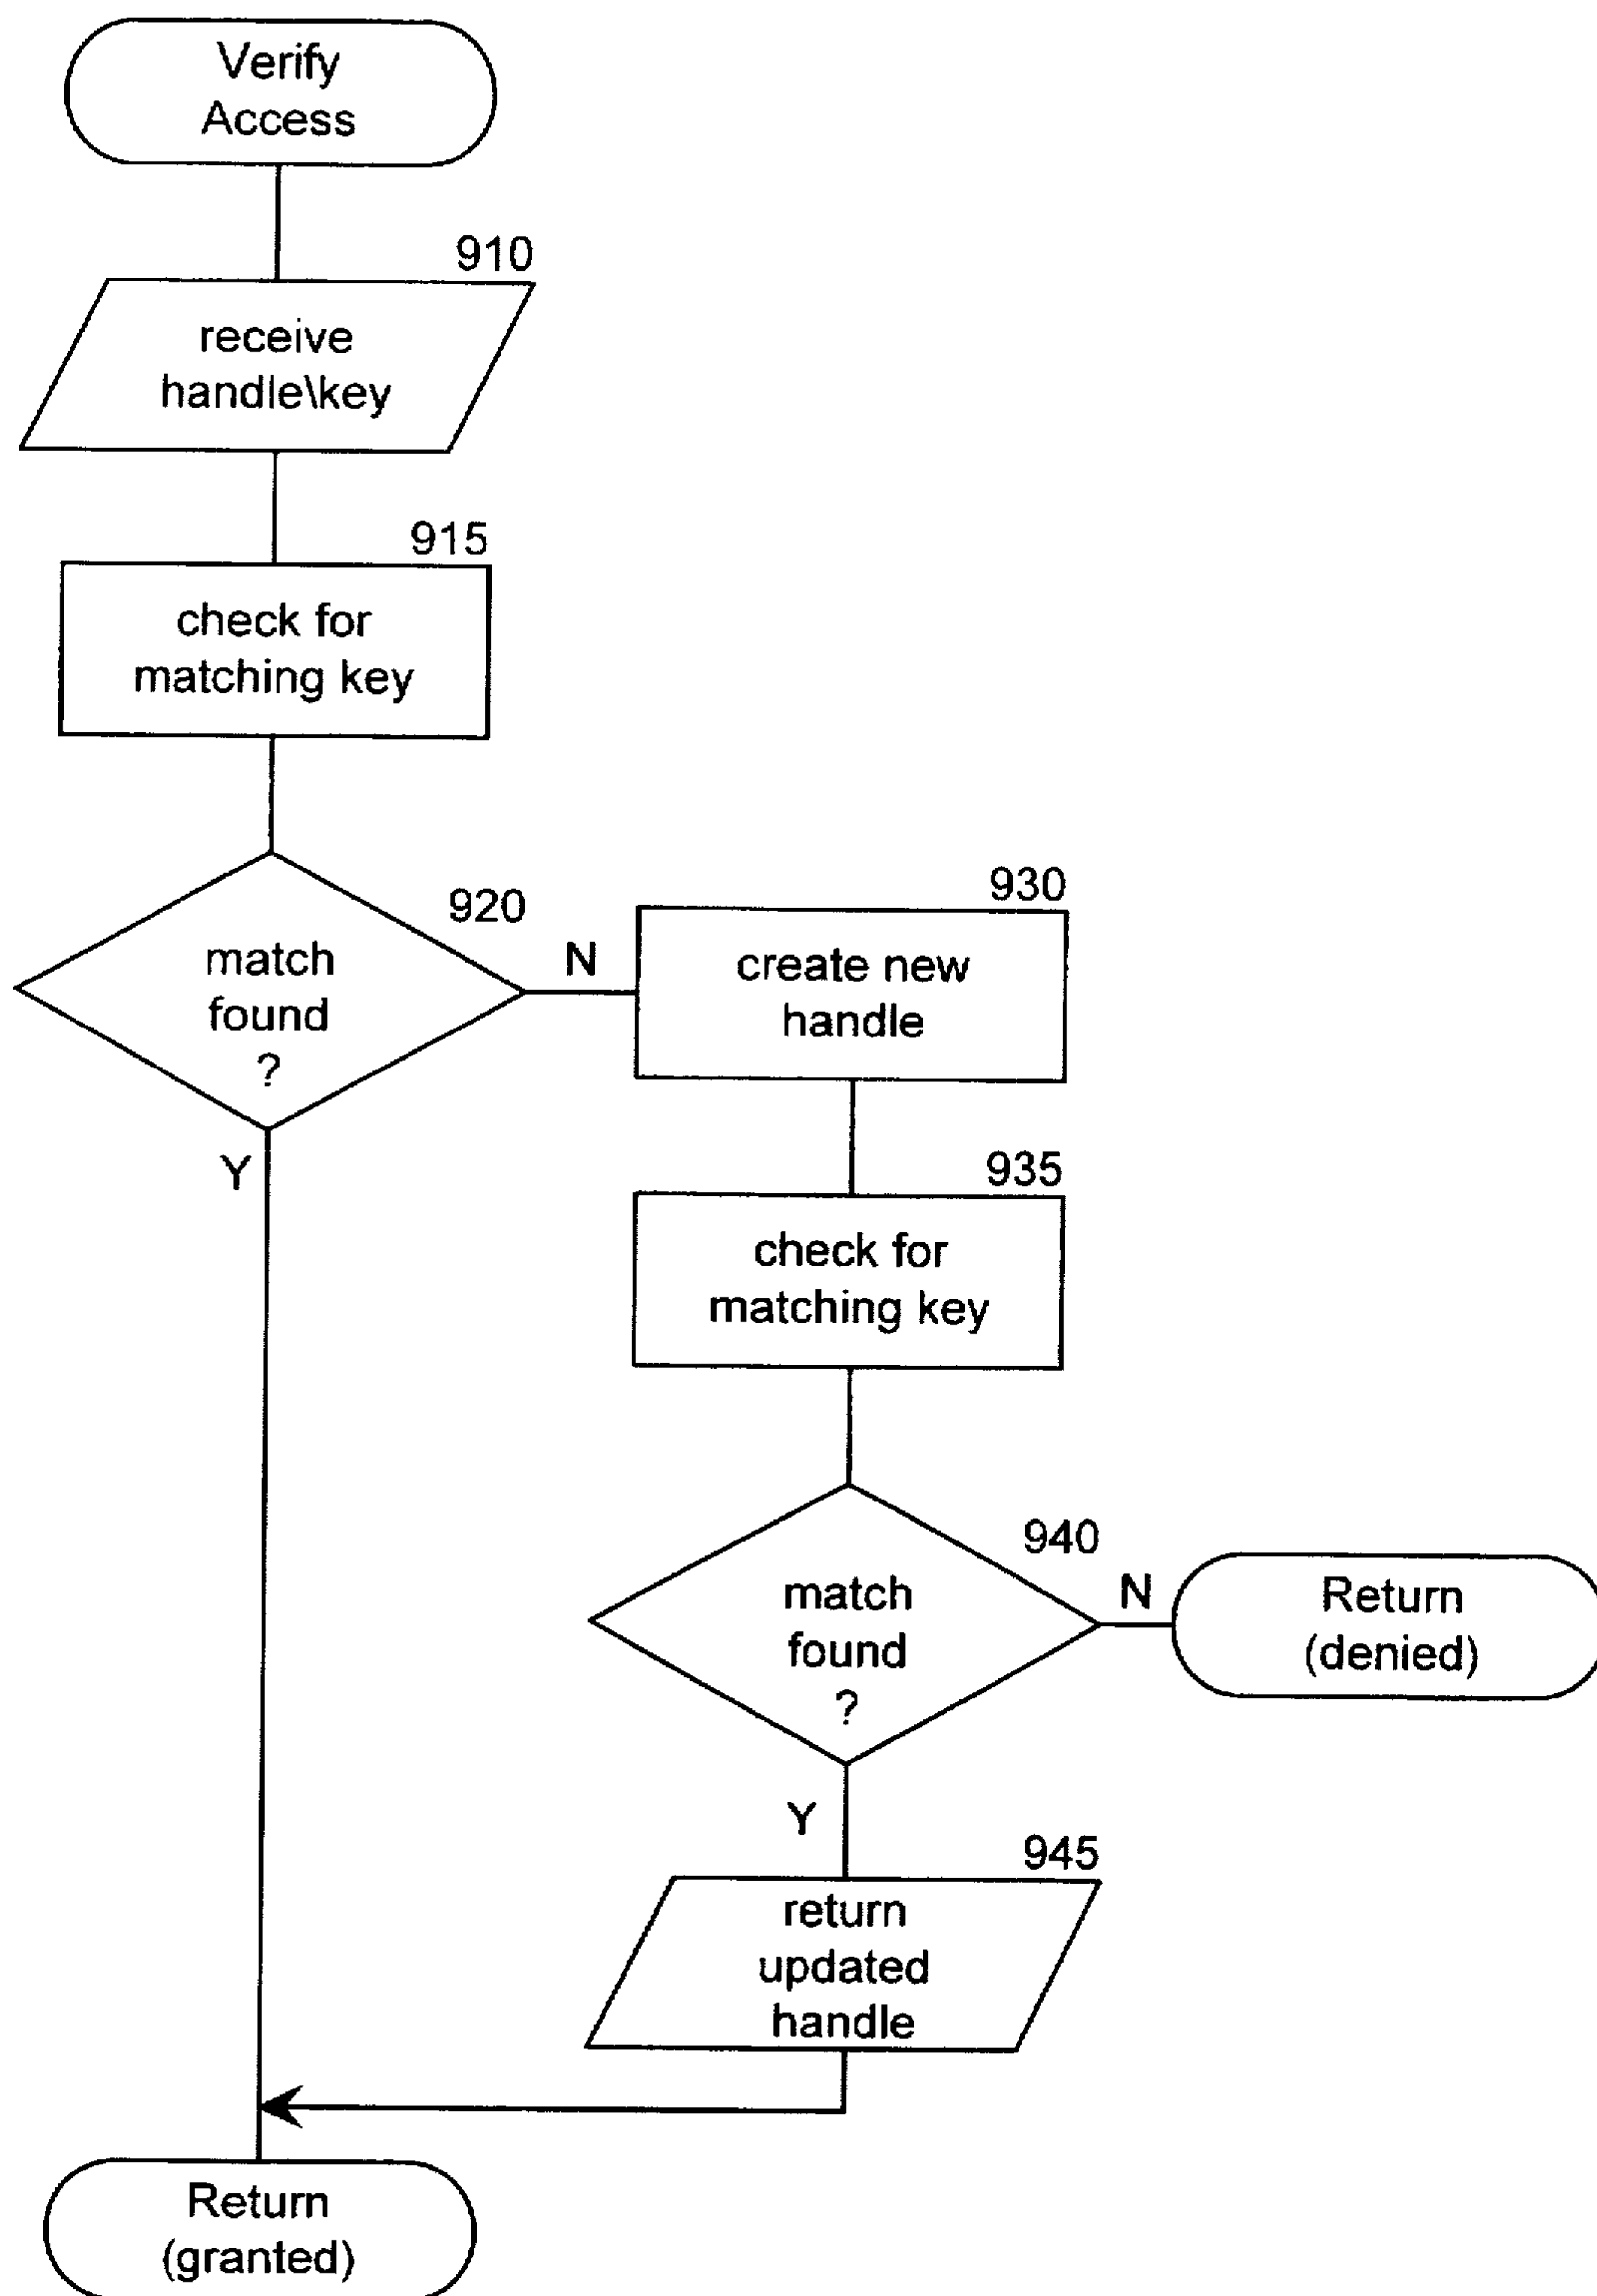 Verify
Access
910
receive
handle\key
915
check for
matching key
920
match
found
?
N
Y
930
create new
handle
935
check for
matching key
940
match
found
?
N
Return
(denied)
Y
945
return
updated
handle
Return
(granted)